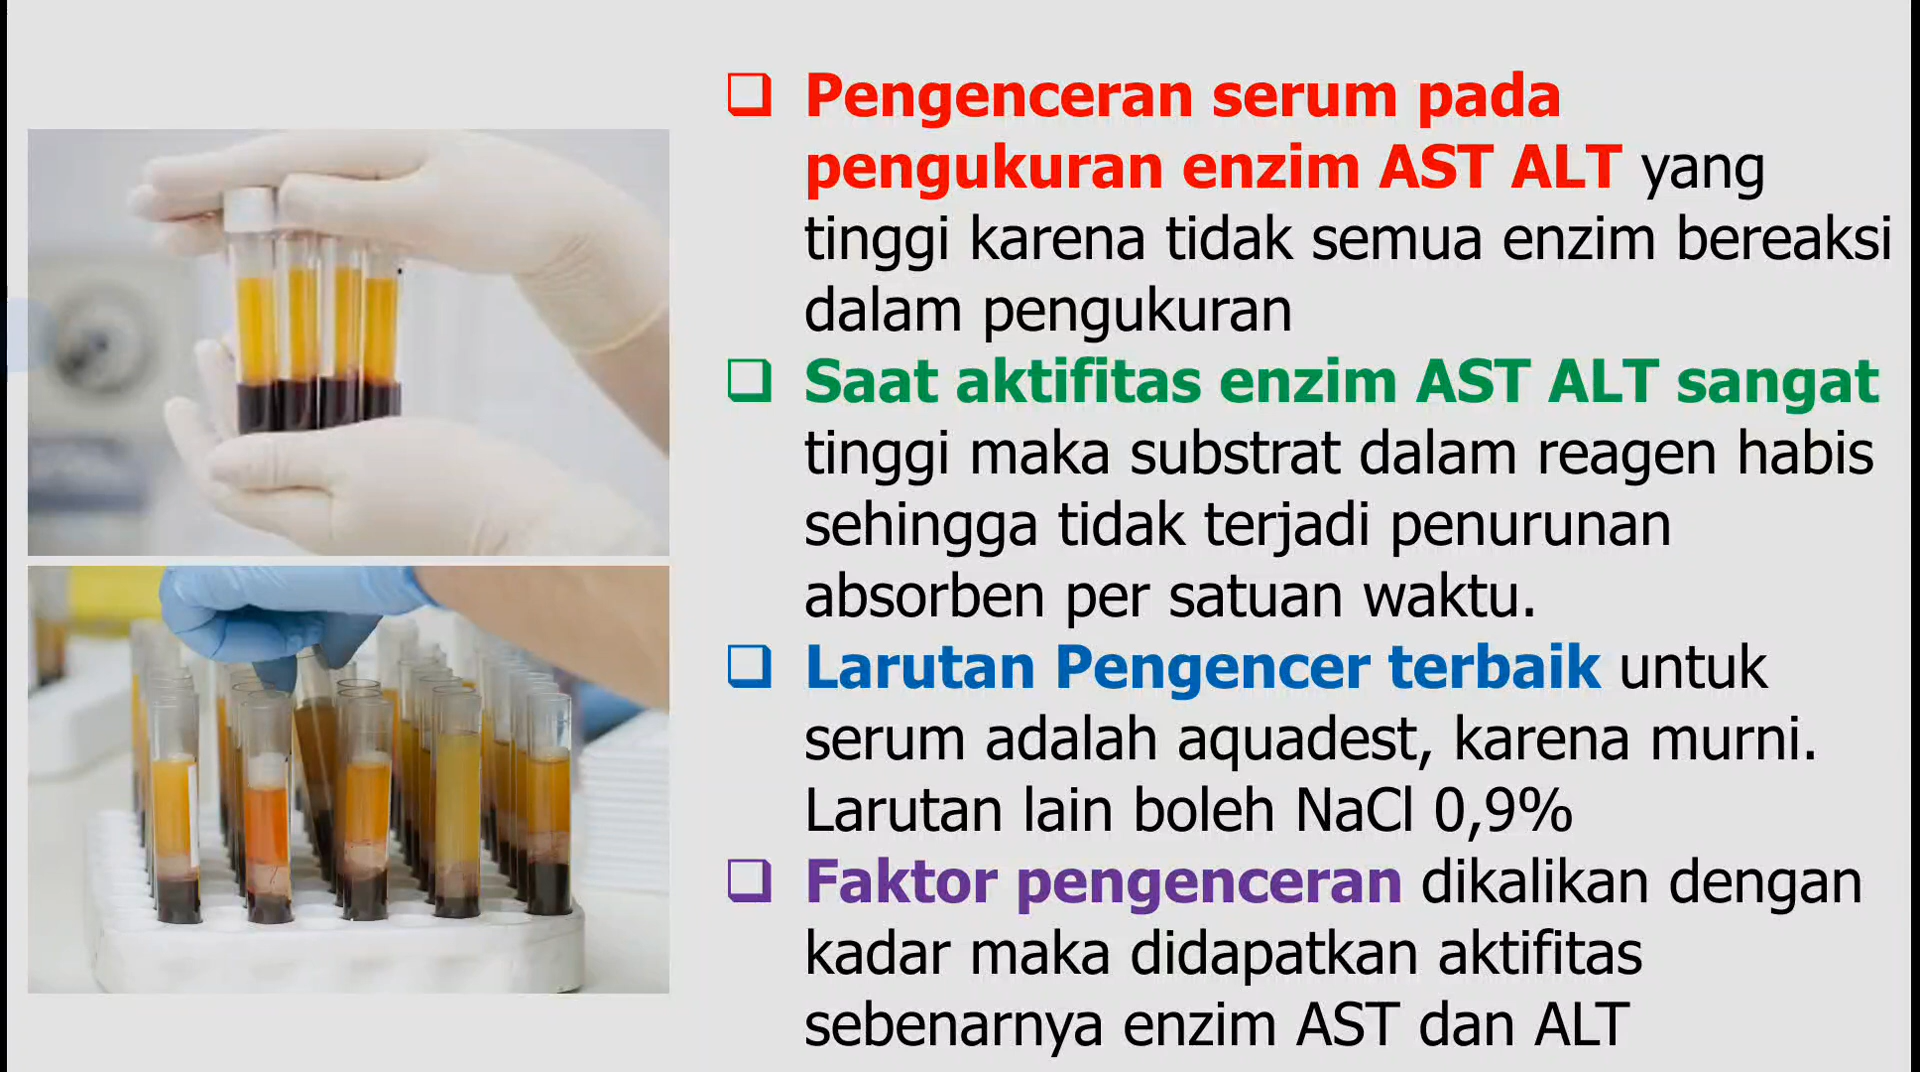 Pengenceran serum pada
pengukuran enzim AST ALT yang
tinggi karena tidak semua enzim bereaksi
dalam pengukuran
Saat aktifitas enzim AST ALT sangat
tinggi maka substrat dalam reagen habis
sehingga tidak terjadi penurunan
absorben per satuan waktu.
Larutan Pengencer terbaik untuk
serum adalah aquadest, karena murni.
Larutan lain boleh NaCl 0,9%
Faktor pengenceran dikalikan dengan
kadar maka didapatkan aktifitas
sebenarnya enzim AST dan ALT